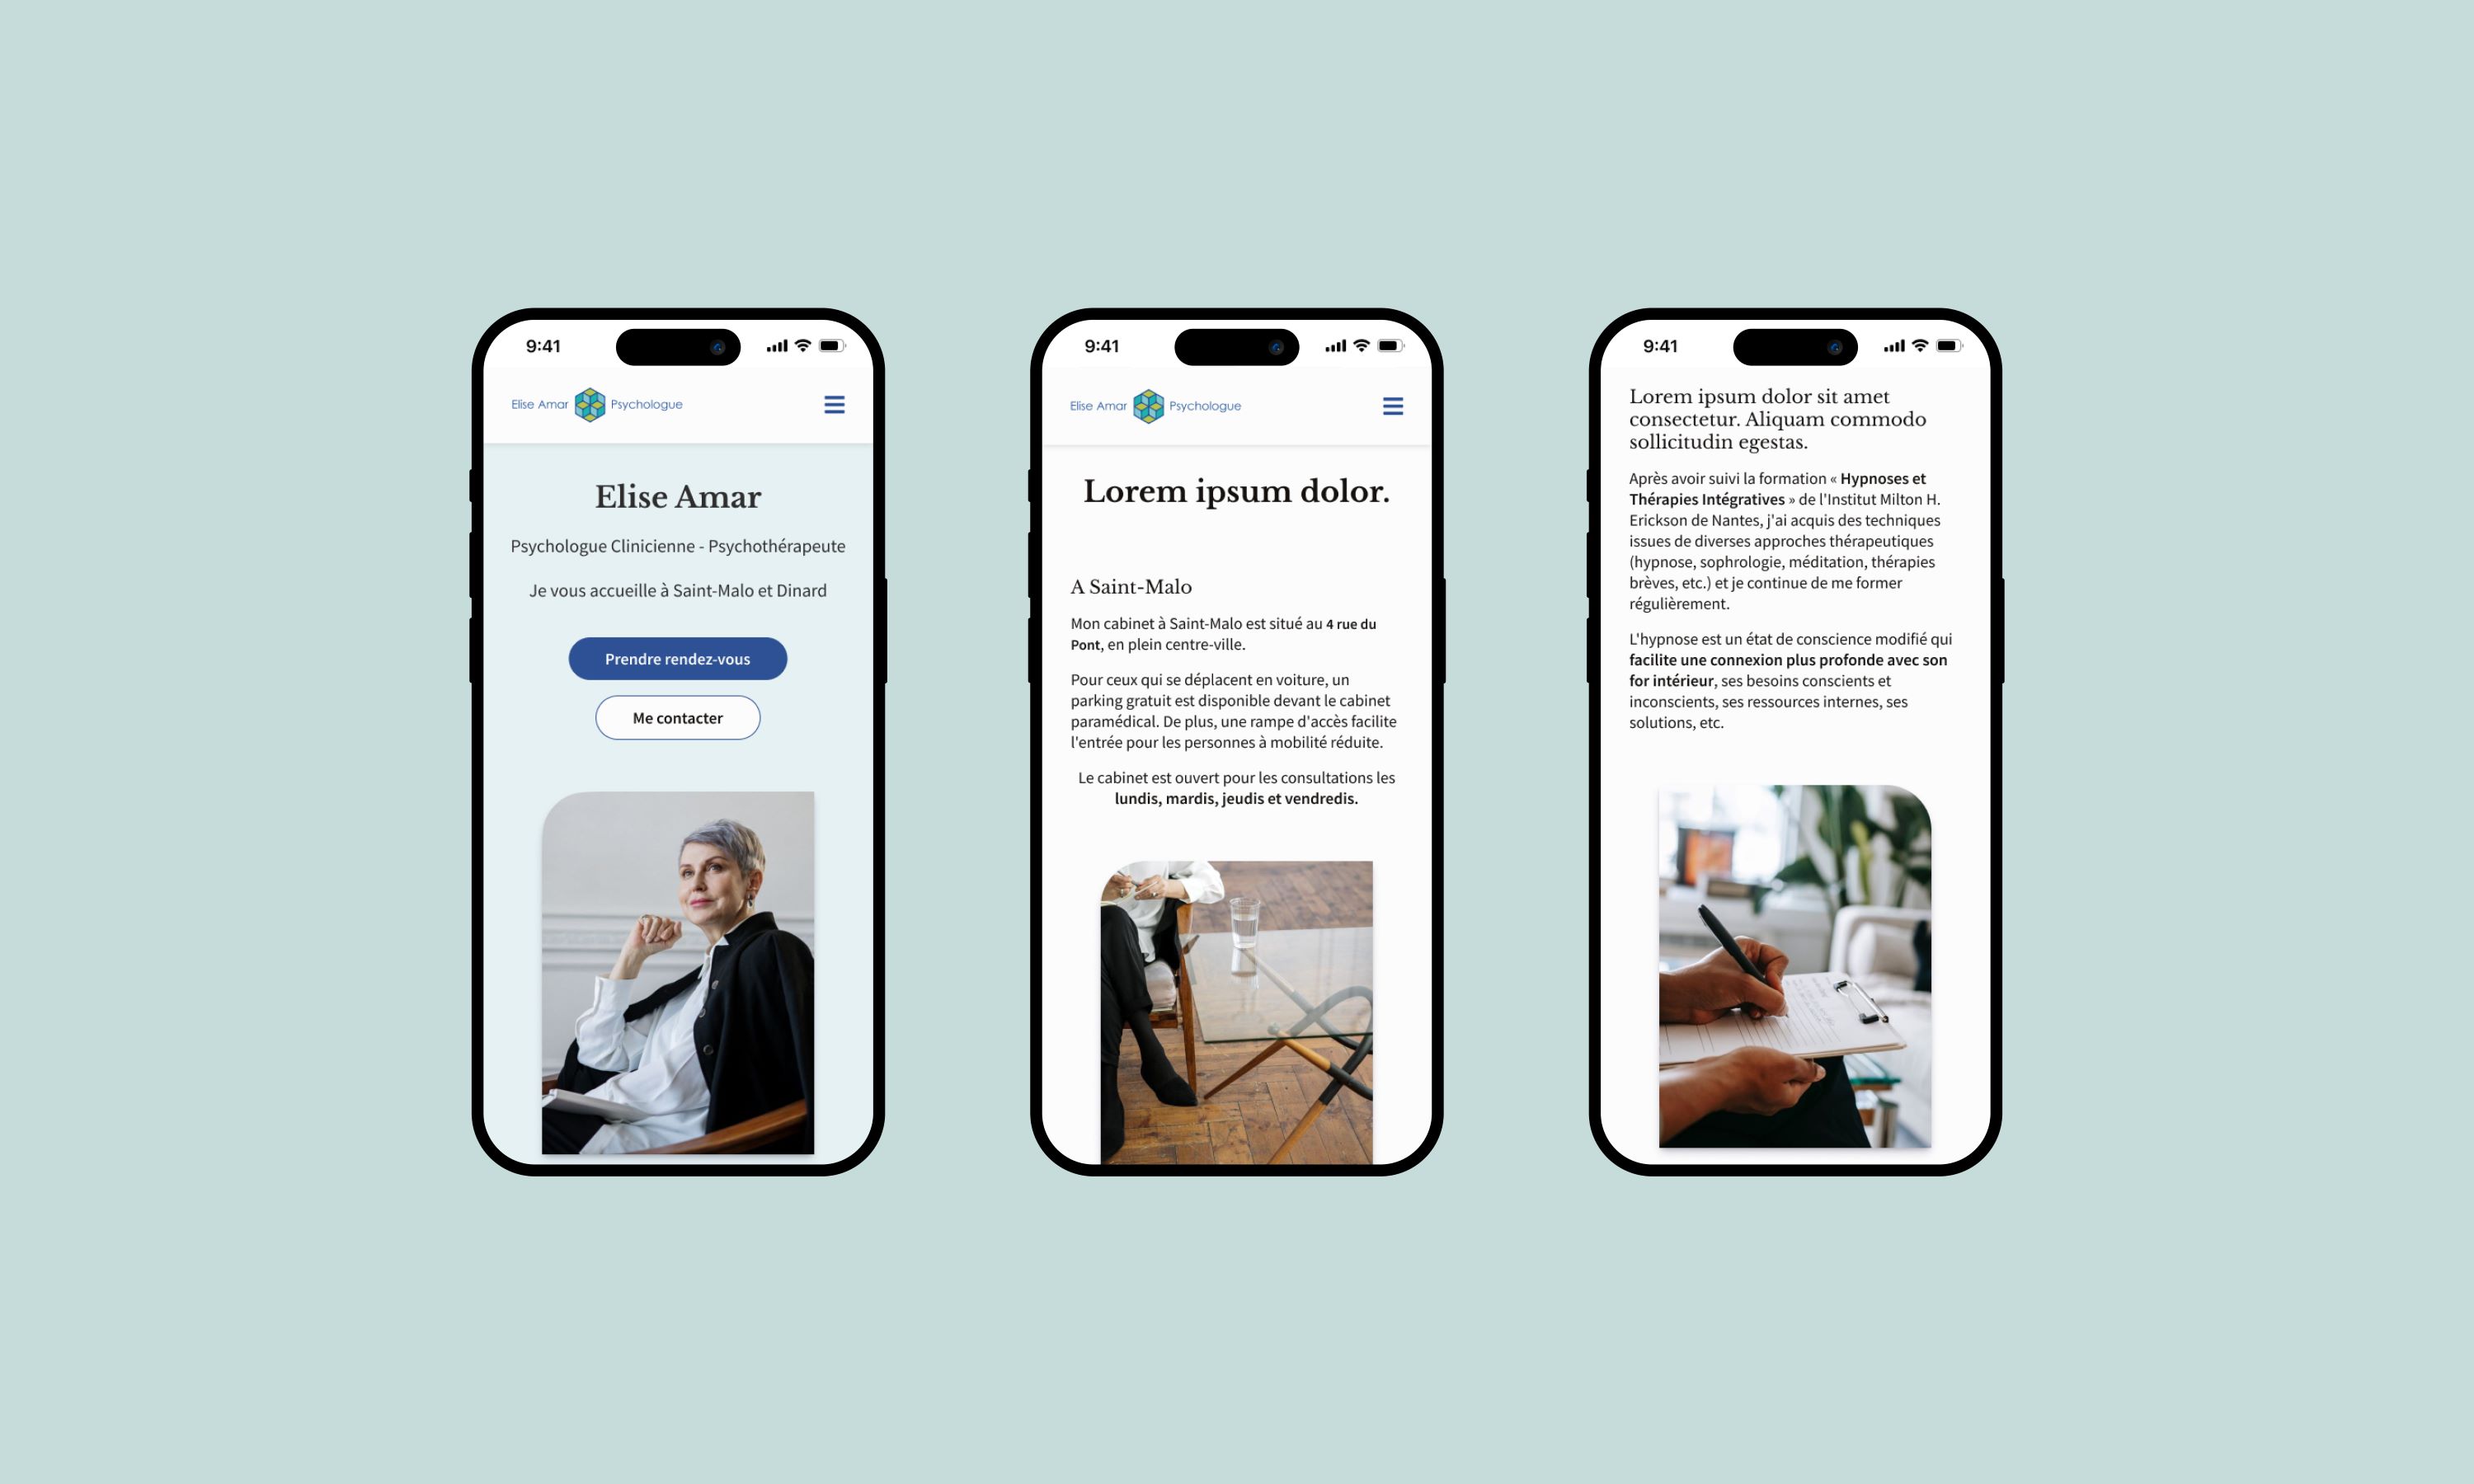 9:41
Elise Amar Psychologue
Elise Amar
Psychologue Clinicienne - Psychothérapeute
Je vous accueille à Saint-Malo et Dinard
Prendre rendez-vous
Me contacter
9:41
Elise Amar Psychologue
Lorem ipsum dolor.
A Saint-Malo
Mon cabinet à Saint-Malo est situé au 4 rue du
Pont, en plein centre-ville.
Pour ceux qui se déplacent en voiture, un
parking gratuit est disponible devant le cabinet
paramédical. De plus, une rampe d'accès facilite
l'entrée pour les personnes à mobilité réduite.
Le cabinet est ouvert pour les consultations les
lundis, mardis, jeudis et vendredis.
9:41
Lorem ipsum dolor sit amet
consectetur. Aliquam commodo
sollicitudin egestas.
Après avoir suivi la formation « Hypnoses et
Thérapies Intégratives » de l'Institut Milton H.
Erickson de Nantes, j'ai acquis des techniques
issues de diverses approches thérapeutiques
(hypnose, sophrologie, méditation, thérapies
brèves, etc.) et je continue de me former
régulièrement.
L'hypnose est un état de conscience modifié qui
facilite une connexion plus profonde avec son
for intérieur, ses besoins conscients et
inconscients, ses ressources internes, ses
solutions, etc.